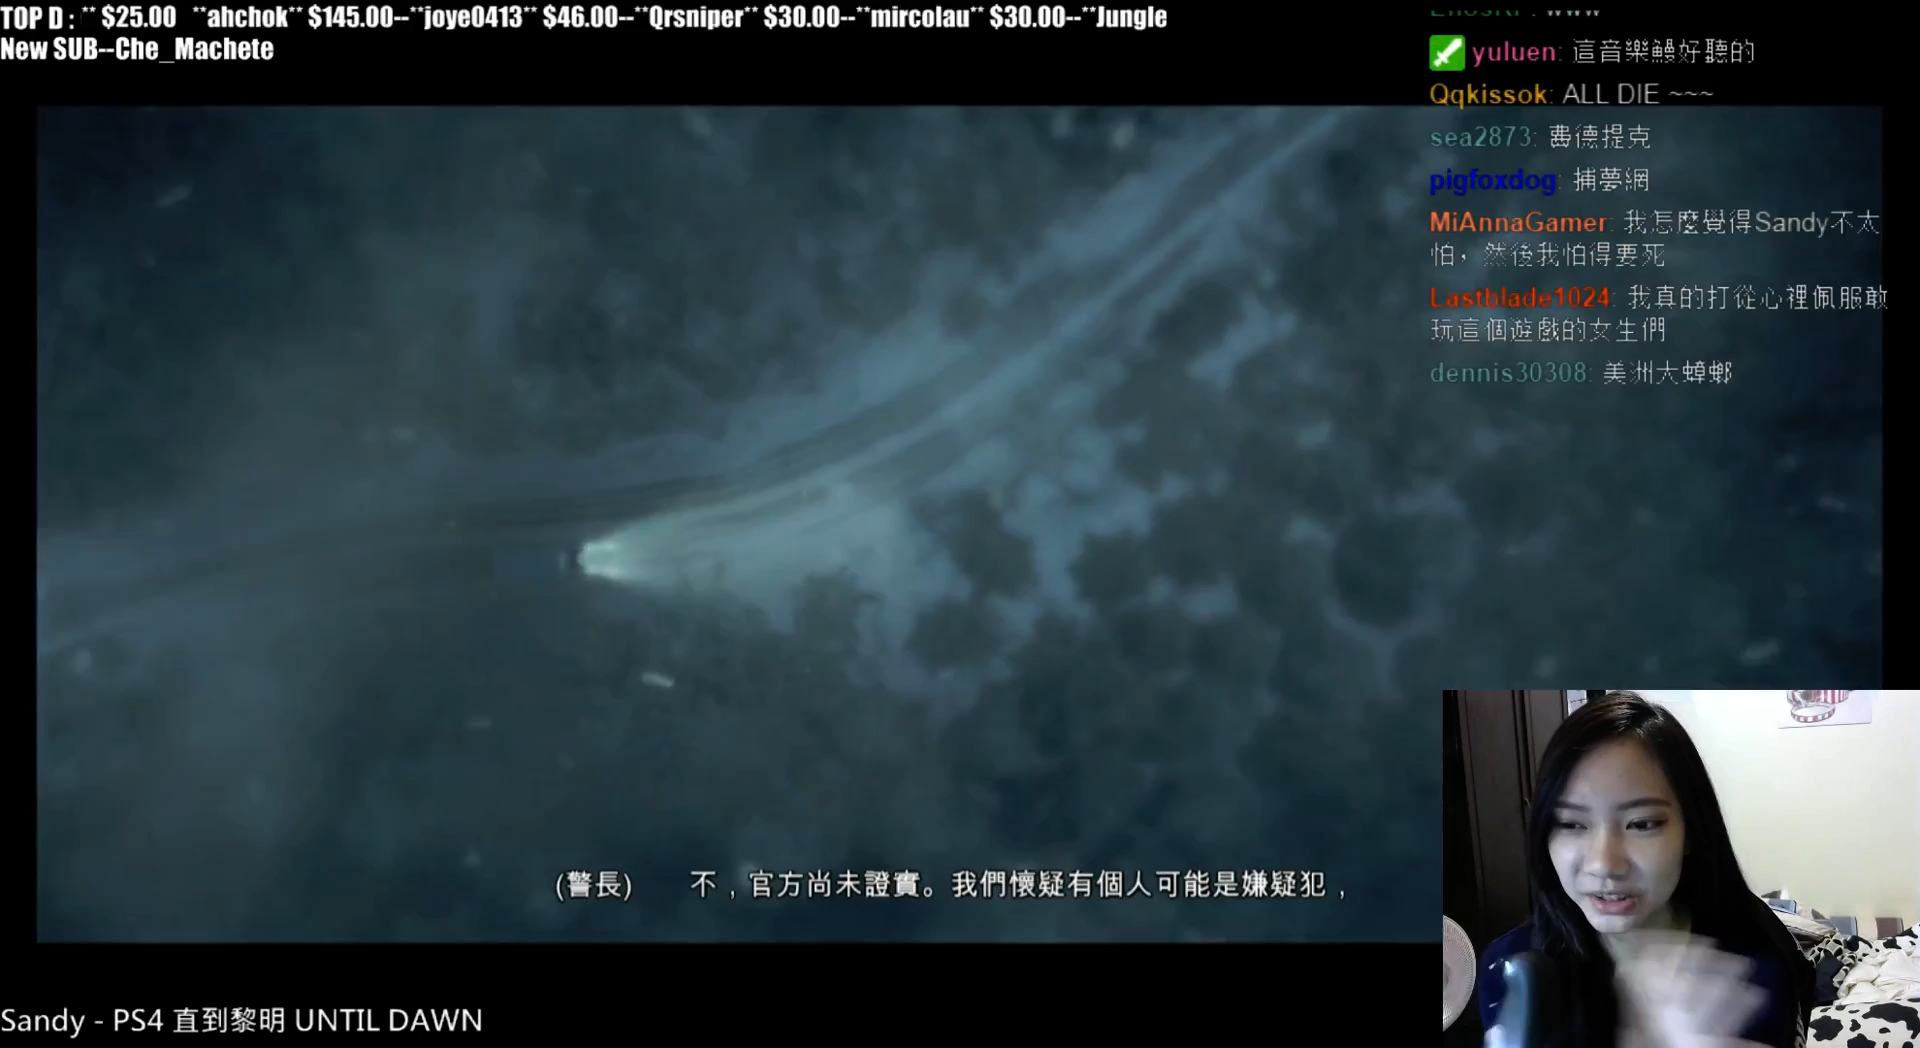 TOP D : ** $25.00 **ahchok** $145.00--**joye0413** $46.00--**Qrsniper** $30.00--**mircolau** $30.00--**Jungle
New SUB--Che_Machete
yuluen: 這音樂鰻好聽的
Qqkissok: ALL DIE ~~~
sea2873: 費德提克
pigfoxdog: 捕夢網
MiAnnaGamer: 我怎麼覺得Sandy不太
怕，然後我怕得要死
Lastblade1024: 我真的打從心裡佩服敢
玩這個遊戲的女生們
dennis30308: 美洲大蟑螂
(警長) 不，官方尚未證實。我們懷疑有個人可能是嫌疑犯，
Sandy - PS4 直到黎明 UNTIL DAWN